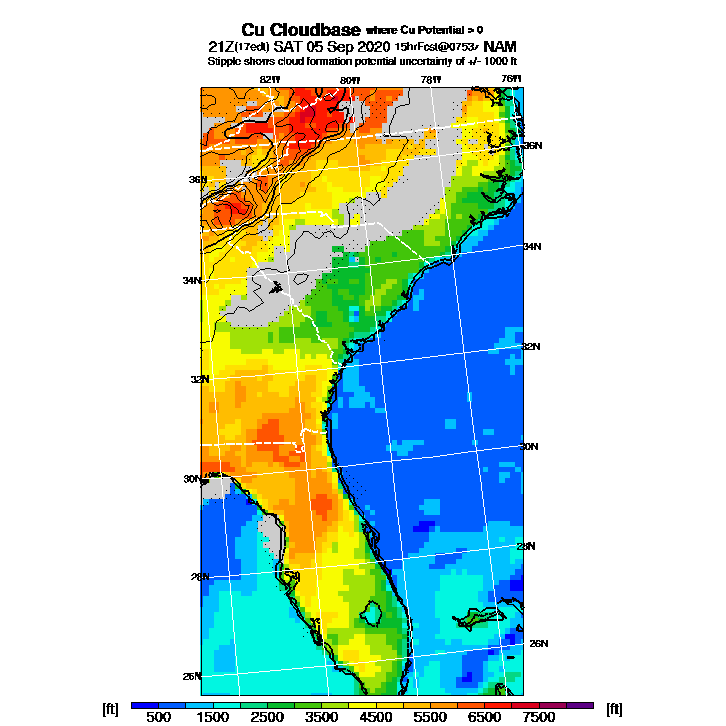 Cu Cloudbase where Cu Potential > 0
21Z(17edt) SAT 05 Sep 2020 15hrFcst@0753z NAM
Stipple shows cloud formation potential uncertainty of +/- 1000 ft
82W 80W 78W 76W
36N
36N
34N
34N
32N
32N
30N
30N
28N
28N
26N
26N
[ft] 500 1500 2500 3500 4500 5500 6500 7500 [ft]